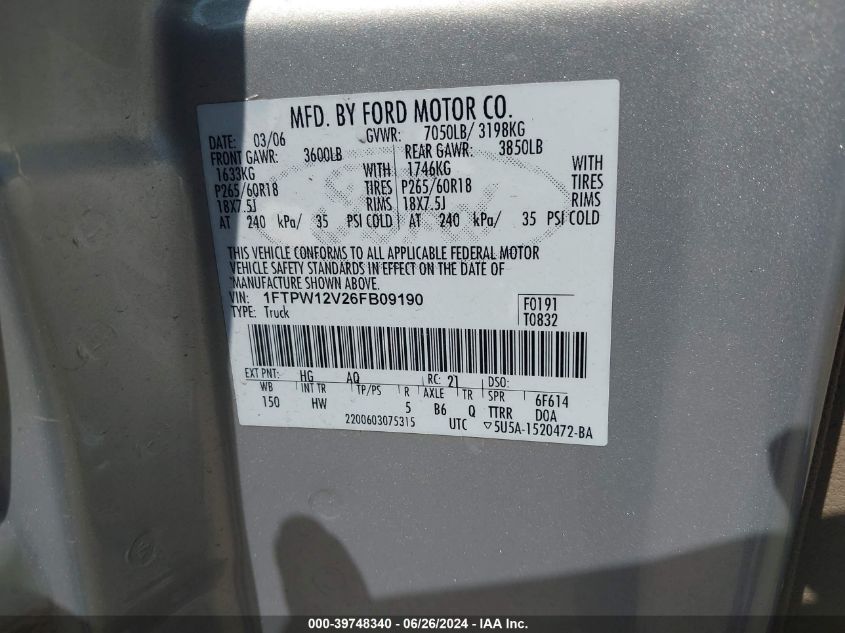 MFD. BY FORD MOTOR CO.
DATE: 03/06 GVWR: 7050LB/ 3198KG
FRONT GAWR: 3600LB REAR GAWR: 3850LB
1633KG WITH 1746KG WITH
P265/60R18 TIRES P265/60R18 TIRES
18X7.5J RIMS 18X7.5J RIMS
AT 240 kPa/ 35 PSI COLD AT 240 kPa/ 35 PSI COLD
THIS VEHICLE CONFORMS TO ALL APPLICABLE FEDERAL MOTOR
VEHICLE SAFETY STANDARDS IN EFFECT ON THE DATE OF
MANUFACTURE SHOWN ABOVE.
VIN: 1FTPW12V26FB09190 F0191
TYPE: Truck T0832
EXT PNT: HG AQ RC: 21 DSO:
WB INT TR TP/PS R AXLE TR SPR 6F614
150 HW 5 B6 Q TTRR DOA
2200603075315 UTC ▽5U5A-1520472-BA
000-39748340 - 06/26/2024 - IAA Inc.